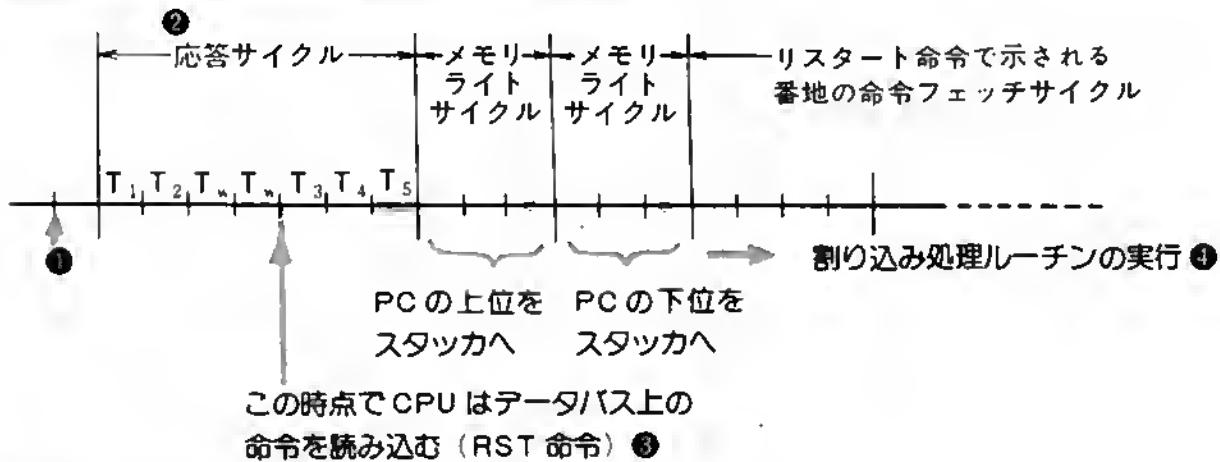 ❷
応答サイクル
メモリ
ライト
サイクル
メモリ
ライト
サイクル
リスタート命令で示される
番地の命令フェッチサイクル
T₁ T₂ Tw Tw T₃ T₄ T₅
❶
割り込み処理ルーチンの実行 ❹
PCの上位を
スタッカへ
PCの下位を
スタッカへ
この時点でCPUはデータバス上の
命令を読み込む（RST 命令）❸